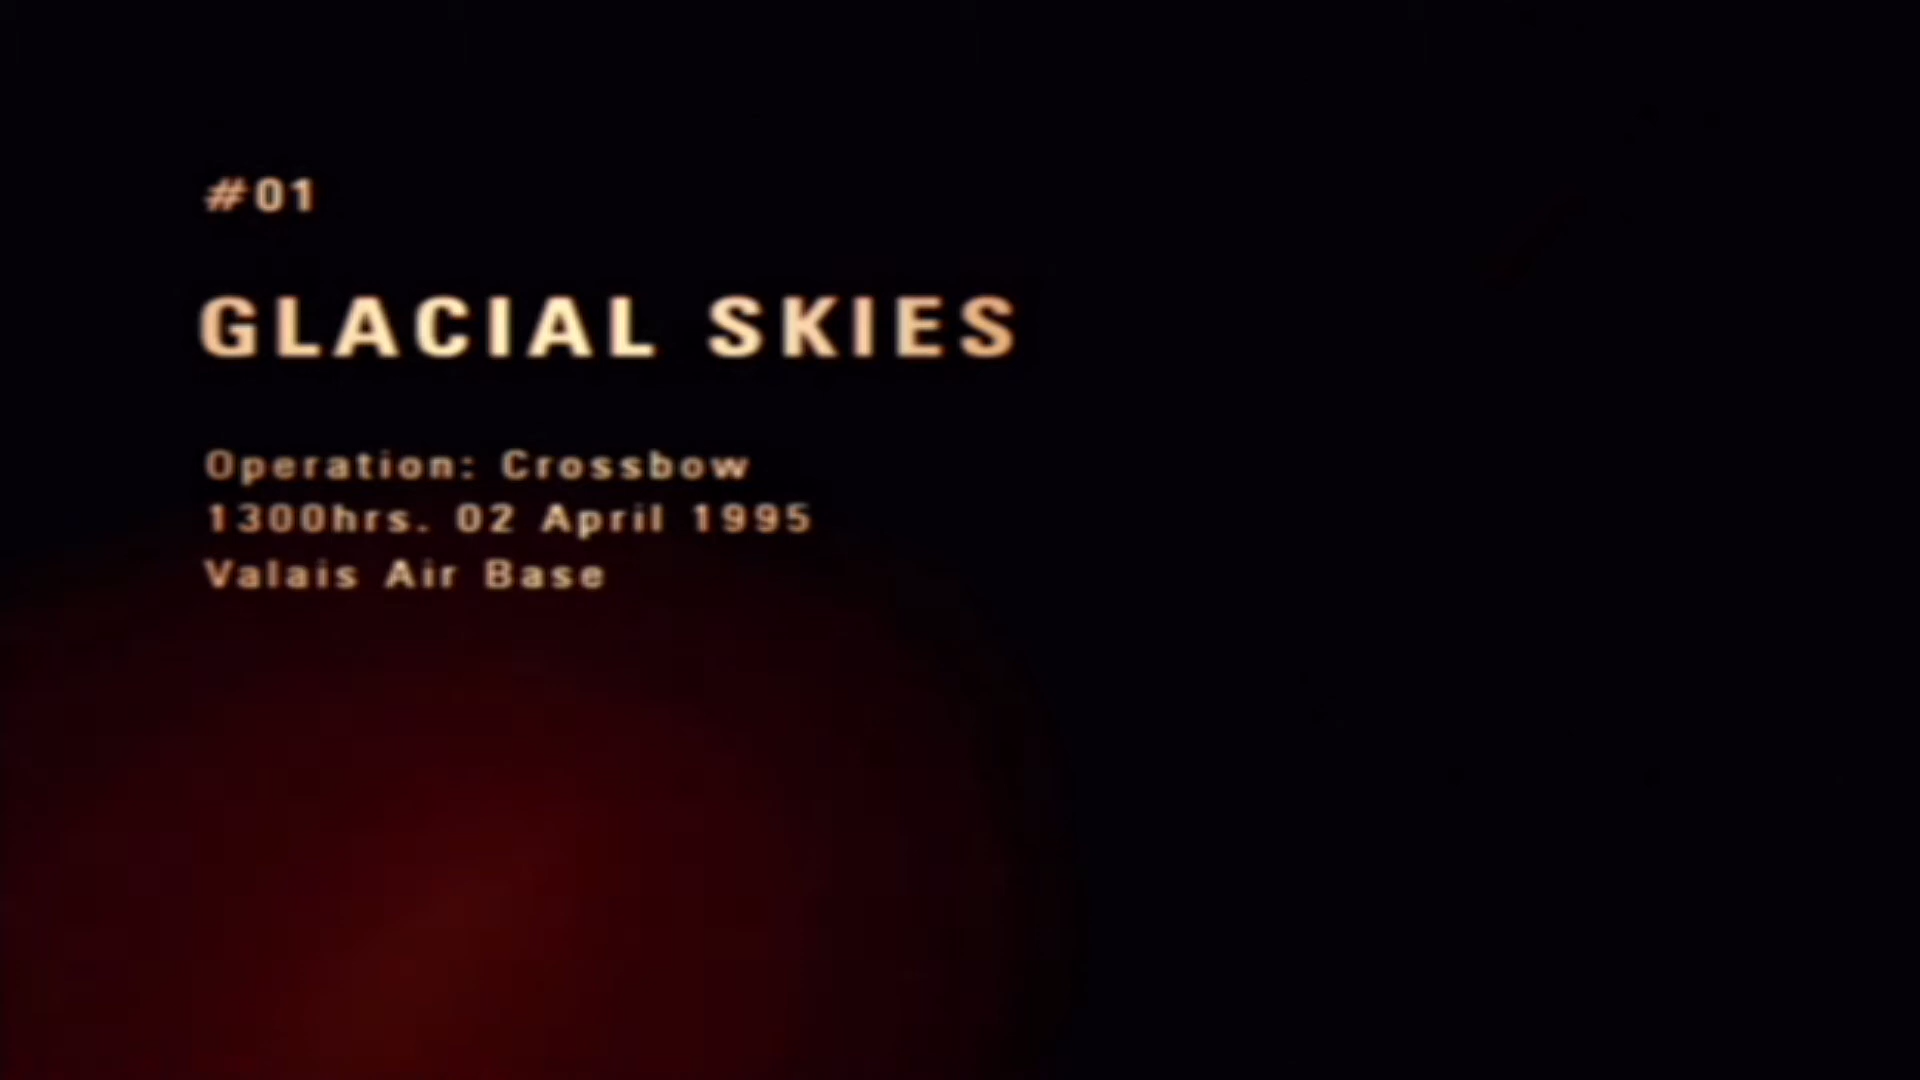 #01
GLACIAL SKIES
Operation: Crossbow
1300hrs. 02 April 1995
Valais Air Base